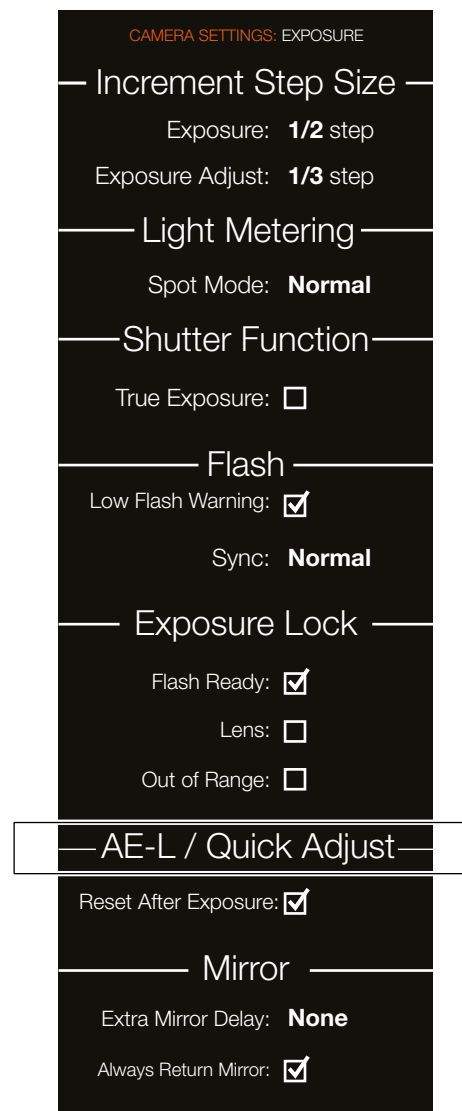 CAMERA SETTINGS: EXPOSURE
Increment Step Size
Exposure: 1/2 step
Exposure Adjust: 1/3 step
Light Metering
Spot Mode: Normal
Shutter Function
True Exposure:
Flash
Low Flash Warning:
Sync: Normal
Exposure Lock
Flash Ready:
Lens:
Out of Range:
AE-L / Quick Adjust
Reset After Exposure:
Mirror
Extra Mirror Delay: None
Always Return Mirror: